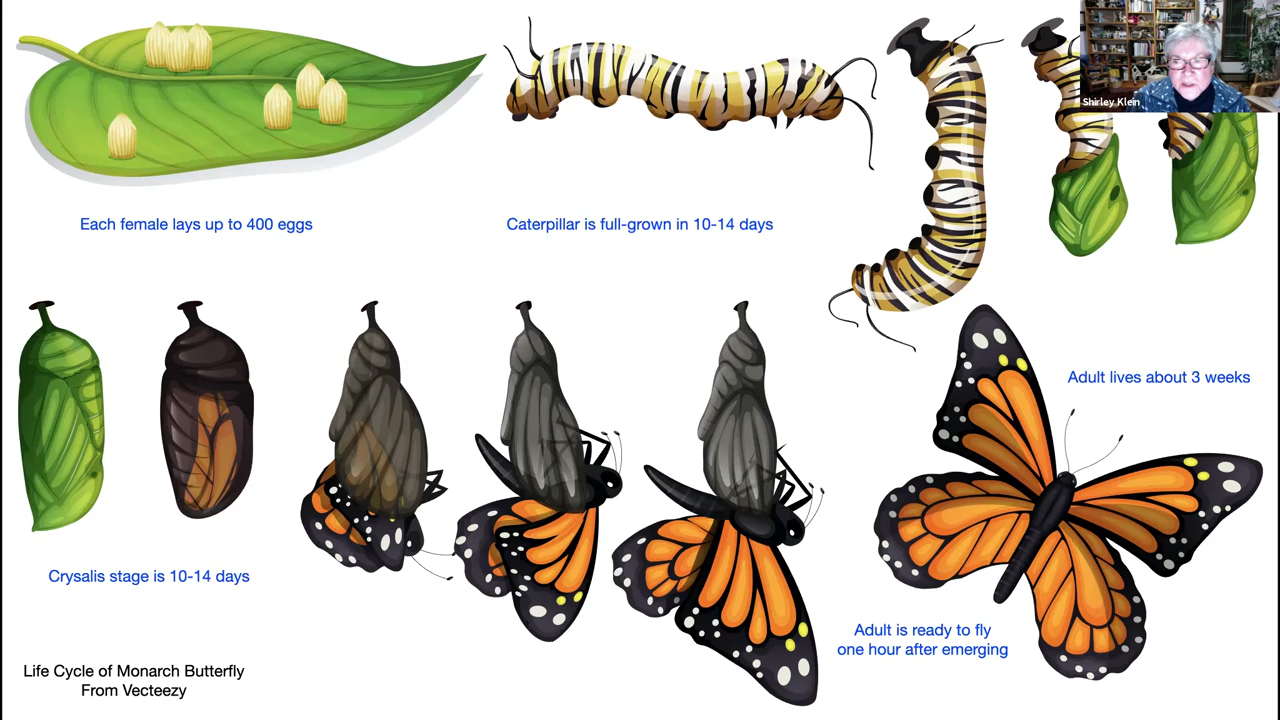 Shirley Klein
Each female lays up to 400 eggs
Caterpillar is full-grown in 10-14 days
Adult lives about 3 weeks
Crysalis stage is 10-14 days
Adult is ready to fly
one hour after emerging
Life Cycle of Monarch Butterfly
From Vecteezy